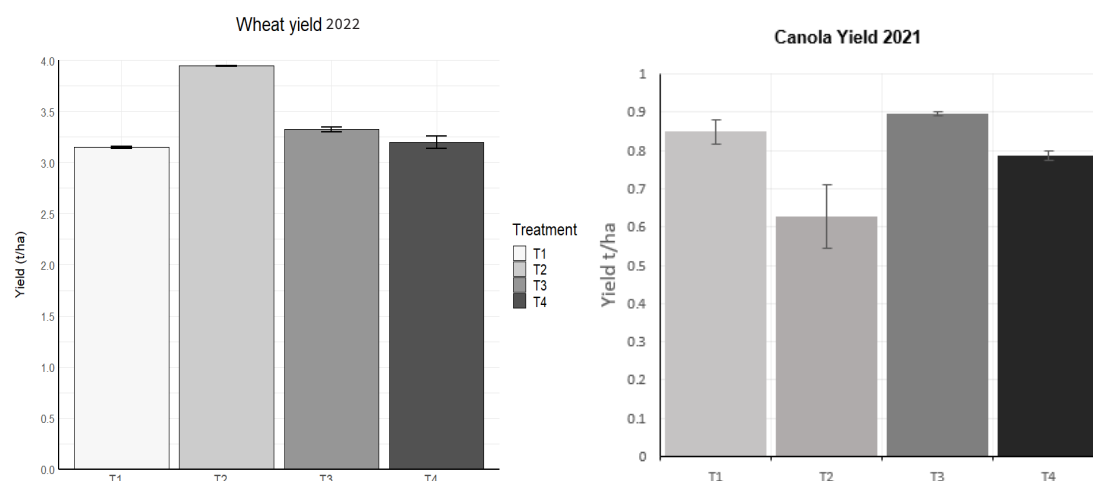 Wheat yield 2022
Yield (t/ha)
4.0
3.5
3.0
2.5
2.0
1.5
1.0
0.5
0.0
T1
T2
T3
T4
Treatment
T1
T2
T3
T4
Canola Yield 2021
Yield t/ha
1
0.9
0.8
0.7
0.6
0.5
0.4
0.3
0.2
0.1
0
T1
T2
T3
T4